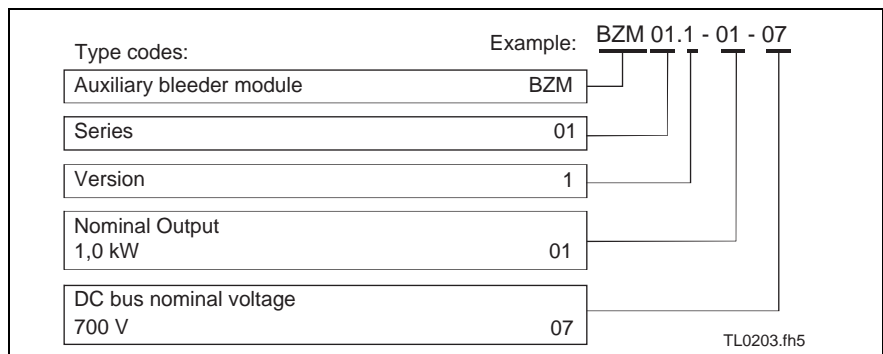 Type codes: Example: BZM 01.1 - 01 - 07
Auxiliary bleeder module BZM
Series 01
Version 1
Nominal Output
1,0 kW 01
DC bus nominal voltage
700 V 07
TL0203.fh5